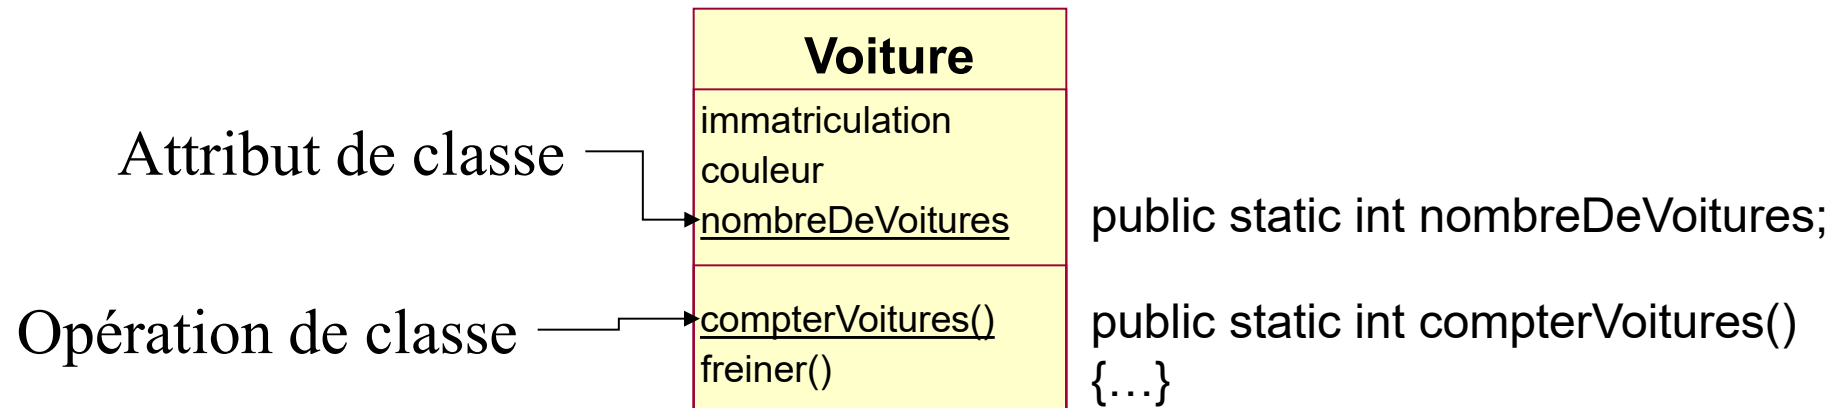 Voiture
immatriculation
couleur
Attribut de classe
nombreDeVoitures
public static int nombreDeVoitures;
Opération de classe
compterVoitures()
public static int compterVoitures()
freiner()
{…}